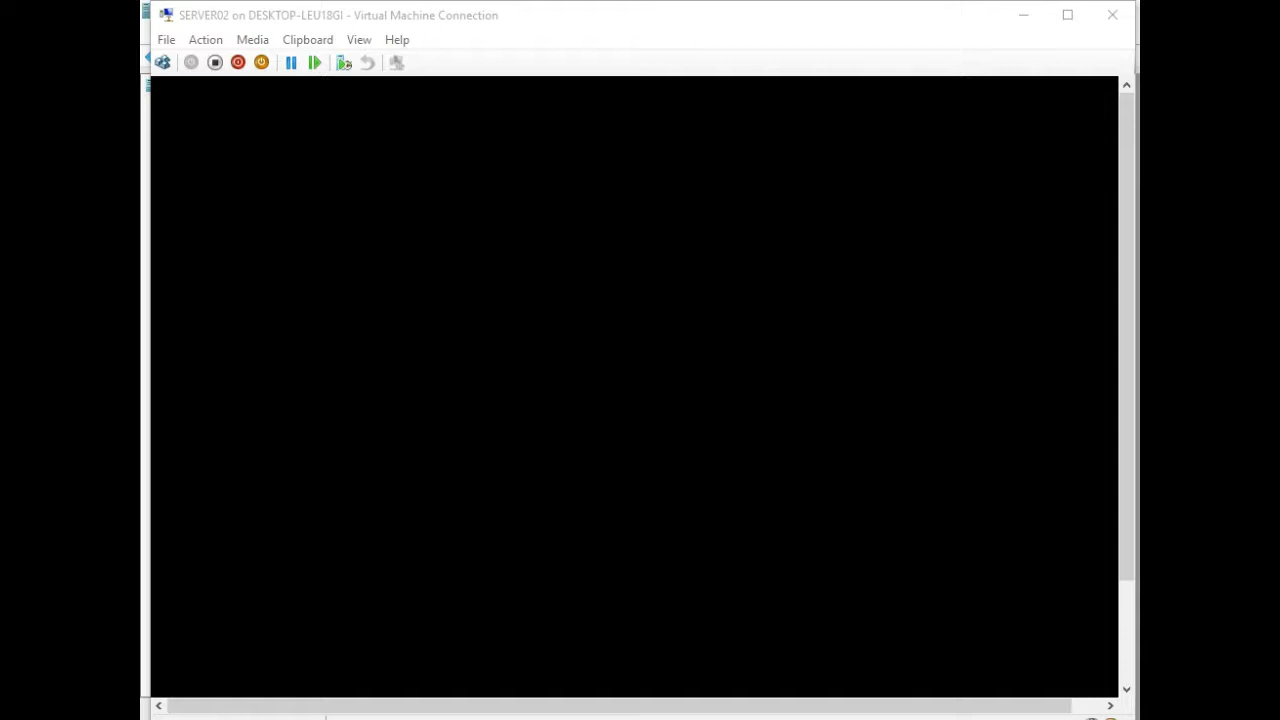 SERVER02 on DESKTOP-LEU18GI - Virtual Machine Connection
File Action Media Clipboard View Help